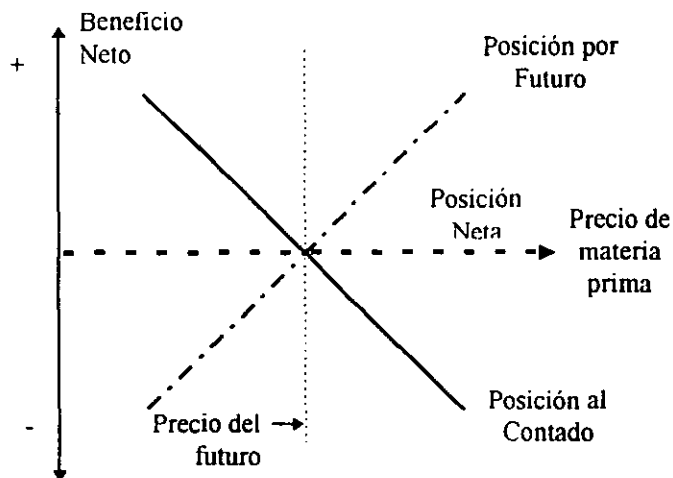 Beneficio
Neto
+
Posición por
Futuro
Posición
Neta
Precio de
materia
prima
-
Precio del
futuro
Posición al
Contado